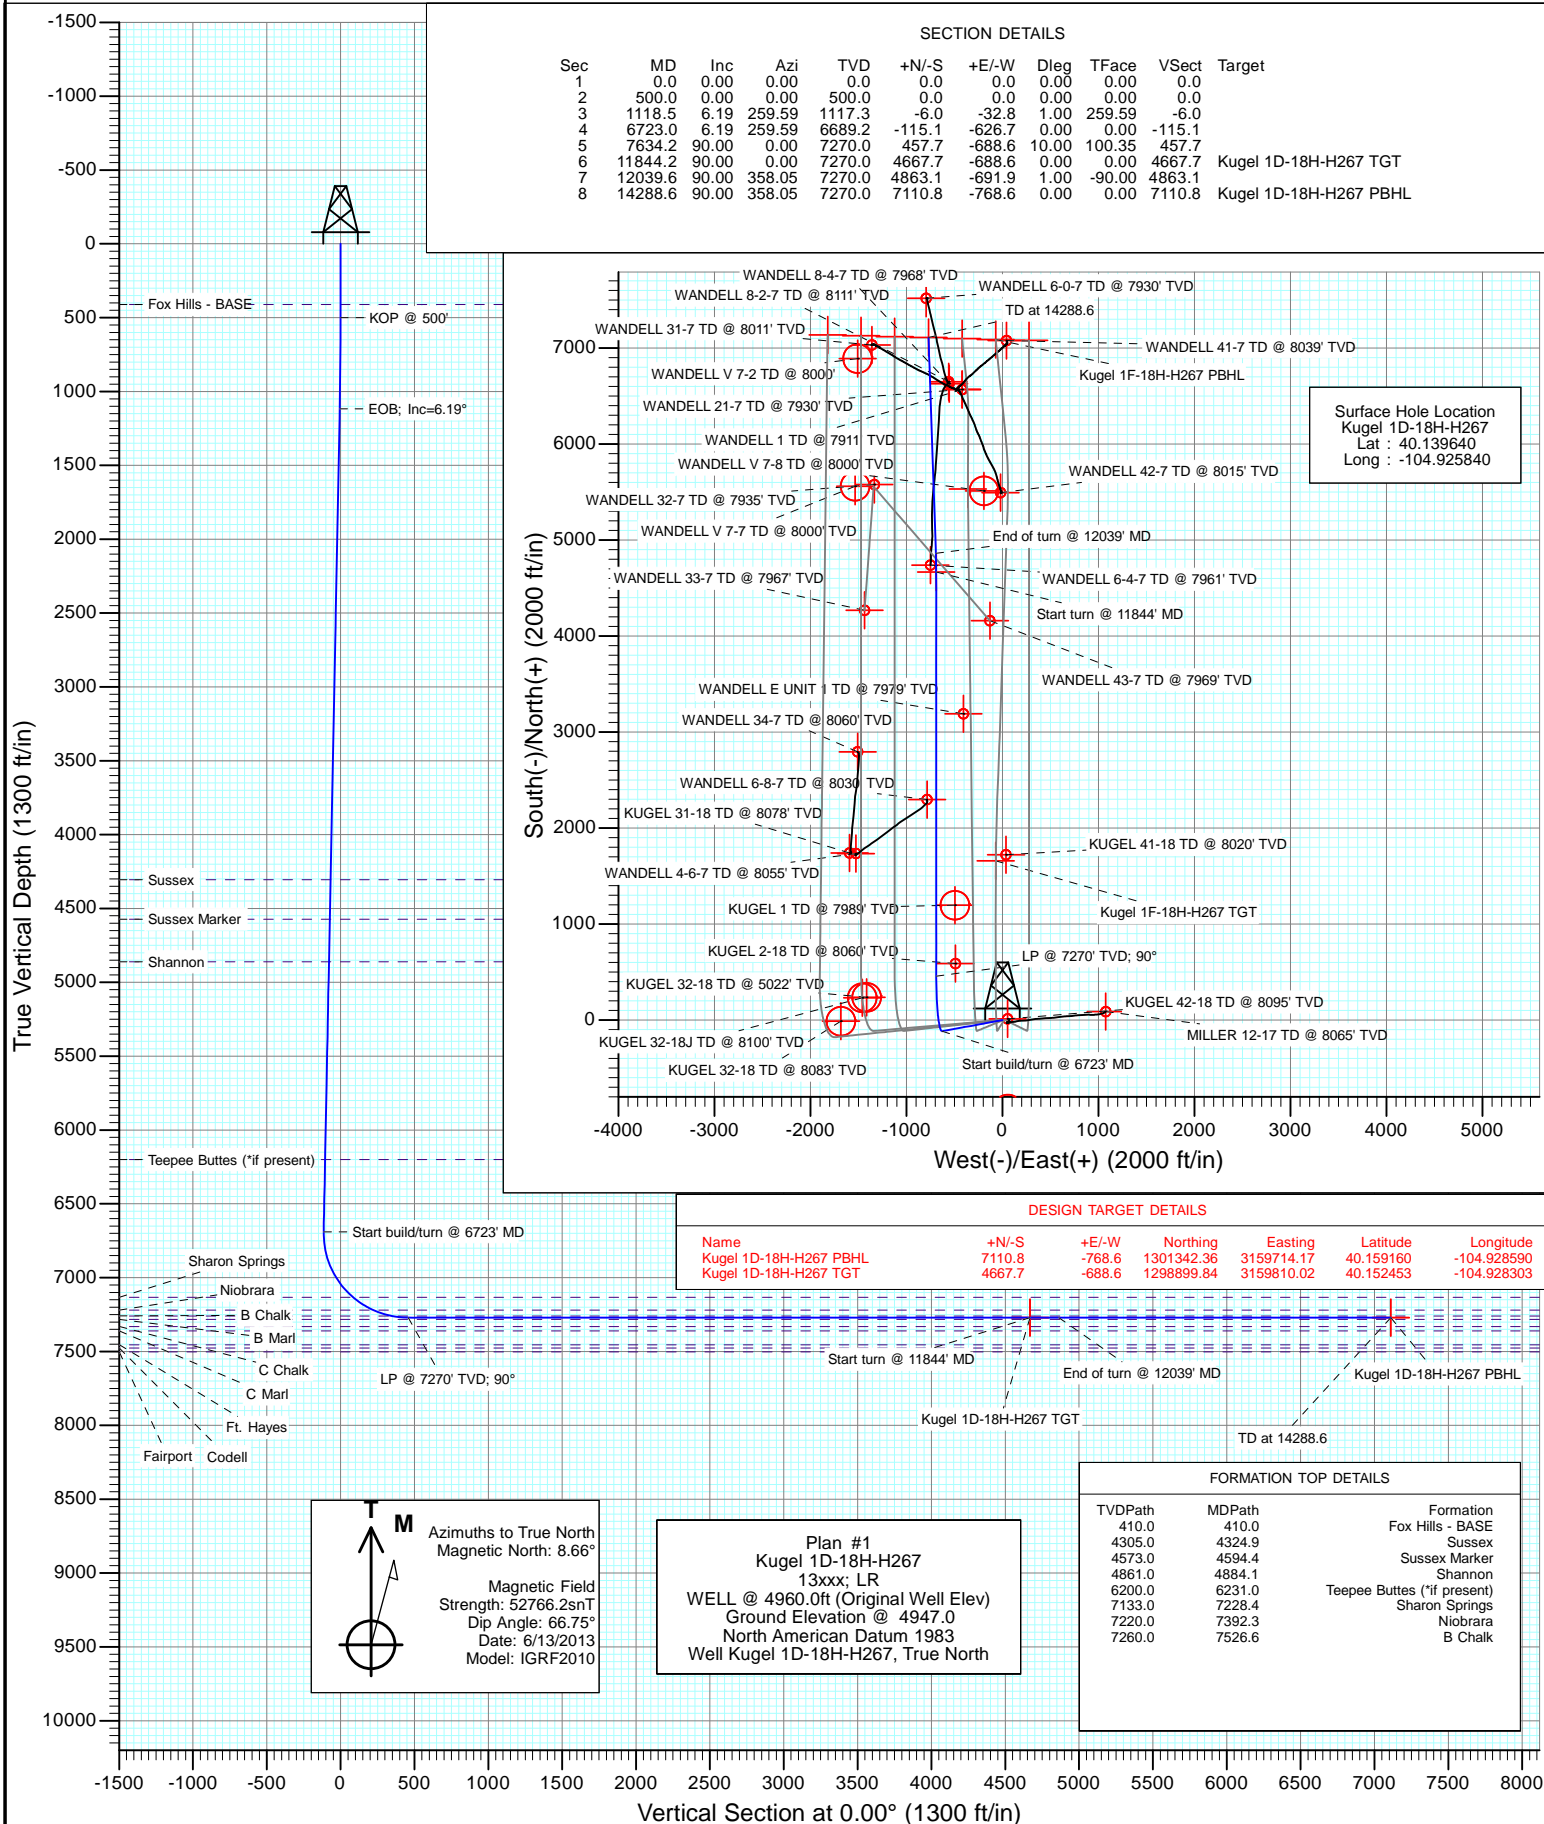 SECTION DETAILS
Sec MD Inc Azi TVD +N/-S +E/-W Dleg TFace VSect Target
1 0.0 0.00 0.00 0.0 0.0 0.0 0.00 0.00 0.0
2 500.0 0.00 0.00 500.0 0.0 0.0 0.00 0.00 0.0
3 1118.5 6.19 259.59 1117.3 -6.0 -32.8 1.00 259.59 -6.0
4 6723.0 6.19 259.59 6689.2 -115.1 -626.7 0.00 0.00 -115.1
5 7634.2 90.00 0.00 7270.0 457.7 -688.6 10.00 100.35 457.7
6 11844.2 90.00 0.00 7270.0 4667.7 -688.6 0.00 0.00 4667.7 Kugel 1D-18H-H267 TGT
7 12039.6 90.00 358.05 7270.0 4863.1 -691.9 1.00 -90.00 4863.1
8 14288.6 90.00 358.05 7270.0 7110.8 -768.6 0.00 0.00 7110.8 Kugel 1D-18H-H267 PBHL
True Vertical Depth (1300 ft/in)
-1500
-1000
-500
0
500
1000
1500
2000
2500
3000
3500
4000
4500
5000
5500
6000
6500
7000
7500
8000
8500
9000
9500
10000
Fox Hills - BASE
KOP @ 500'
EOB; Inc=6.19°
Sussex
Sussex Marker
Shannon
Teepee Buttes (*if present)
Start build/turn @ 6723' MD
Sharon Springs
Niobrara
B Chalk
B Marl
C Chalk
C Marl
Ft. Hayes
Fairport
Codell
LP @ 7270' TVD; 90°
Start turn @ 11844' MD
End of turn @ 12039' MD
Kugel 1D-18H-H267 TGT
Kugel 1D-18H-H267 PBHL
TD at 14288.6
-1500 -1000 -500 0 500 1000 1500 2000 2500 3000 3500 4000 4500 5000 5500 6000 6500 7000 7500 8000
Vertical Section at 0.00° (1300 ft/in)
South(-)/North(+) (2000 ft/in)
7000
6000
5000
4000
3000
2000
1000
0
WANDELL 8-4-7 TD @ 7968' TVD
WANDELL 6-0-7 TD @ 7930' TVD
WANDELL 8-2-7 TD @ 8111' TVD
TD at 14288.6
WANDELL 31-7 TD @ 8011' TVD
WANDELL 41-7 TD @ 8039' TVD
WANDELL V 7-2 TD @ 8000'
Kugel 1F-18H-H267 PBHL
WANDELL 21-7 TD @ 7930' TVD
WANDELL 1 TD @ 7911' TVD
WANDELL V 7-8 TD @ 8000' TVD
WANDELL 42-7 TD @ 8015' TVD
WANDELL 32-7 TD @ 7935' TVD
WANDELL V 7-7 TD @ 8000' TVD
End of turn @ 12039' MD
WANDELL 33-7 TD @ 7967' TVD
WANDELL 6-4-7 TD @ 7961' TVD
Start turn @ 11844' MD
WANDELL 43-7 TD @ 7969' TVD
WANDELL E UNIT 1 TD @ 7979' TVD
WANDELL 34-7 TD @ 8060' TVD
WANDELL 6-8-7 TD @ 8030' TVD
KUGEL 31-18 TD @ 8078' TVD
KUGEL 41-18 TD @ 8020' TVD
WANDELL 4-6-7 TD @ 8055' TVD
KUGEL 1 TD @ 7989' TVD
Kugel 1F-18H-H267 TGT
KUGEL 2-18 TD @ 8060' TVD
LP @ 7270' TVD; 90°
KUGEL 32-18 TD @ 5022' TVD
KUGEL 42-18 TD @ 8095' TVD
KUGEL 32-18J TD @ 8100' TVD
MILLER 12-17 TD @ 8065' TVD
KUGEL 32-18 TD @ 8083' TVD
Start build/turn @ 6723' MD
-4000 -3000 -2000 -1000 0 1000 2000 3000 4000 5000
West(-)/East(+) (2000 ft/in)
Surface Hole Location
Kugel 1D-18H-H267
Lat : 40.139640
Long : -104.925840
DESIGN TARGET DETAILS
Name +N/-S +E/-W Northing Easting Latitude Longitude
Kugel 1D-18H-H267 PBHL 7110.8 -768.6 1301342.36 3159714.17 40.159160 -104.928590
Kugel 1D-18H-H267 TGT 4667.7 -688.6 1298899.84 3159810.02 40.152453 -104.928303
FORMATION TOP DETAILS
TVDPath MDPath Formation
410.0 410.0 Fox Hills - BASE
4305.0 4324.9 Sussex
4573.0 4594.4 Sussex Marker
4861.0 4884.1 Shannon
6200.0 6231.0 Teepee Buttes (*if present)
7133.0 7228.4 Sharon Springs
7220.0 7392.3 Niobrara
7260.0 7526.6 B Chalk
T M
Azimuths to True North
Magnetic North: 8.66°
Magnetic Field
Strength: 52766.2snT
Dip Angle: 66.75°
Date: 6/13/2013
Model: IGRF2010
Plan #1
Kugel 1D-18H-H267
13xxx; LR
WELL @ 4960.0ft (Original Well Elev)
Ground Elevation @ 4947.0
North American Datum 1983
Well Kugel 1D-18H-H267, True North